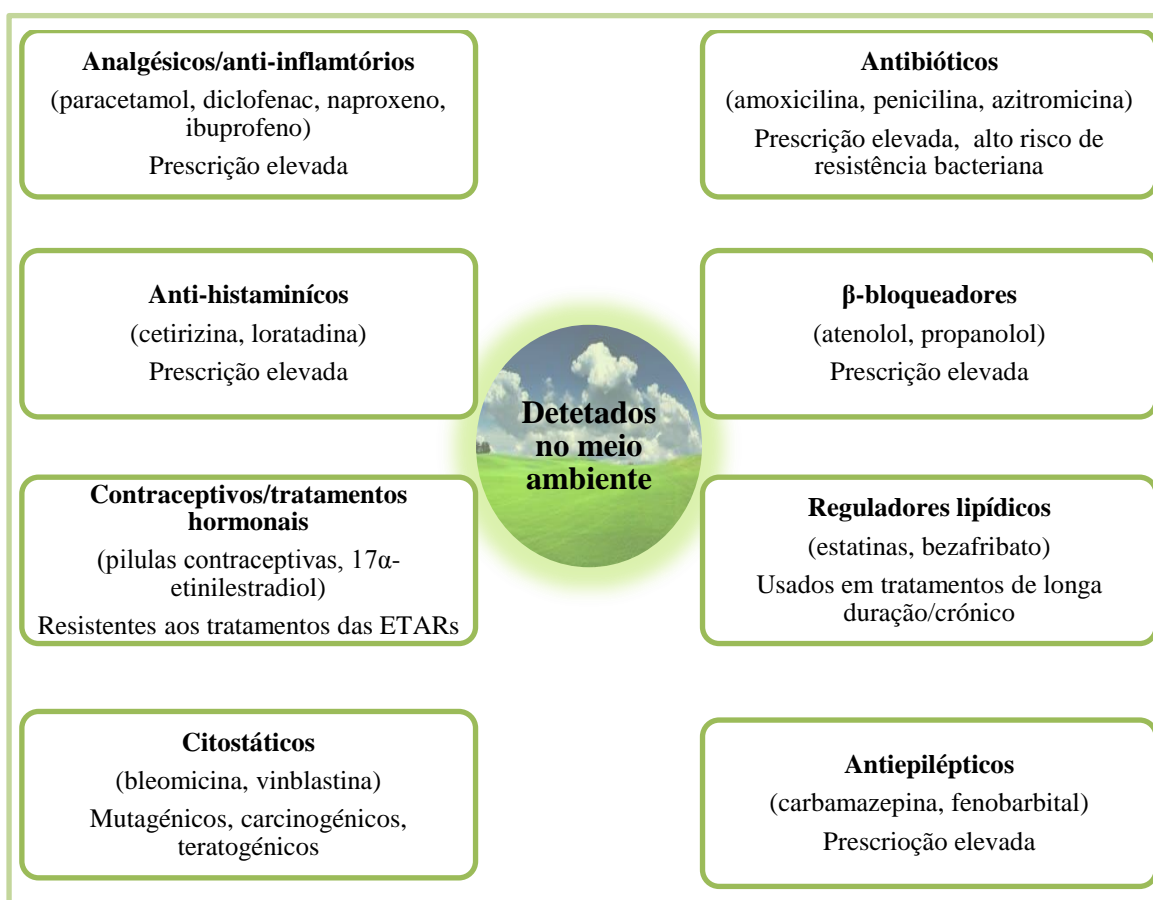 Analgésicos/anti-inflamtórios
(paracetamol, diclofenac, naproxeno,
ibuprofeno)
Prescrição elevada
Antibióticos
(amoxicilina, penicilina, azitromicina)
Prescrição elevada, alto risco de
resistência bacteriana
Anti-histaminícos
(cetirizina, loratadina)
Prescrição elevada
β-bloqueadores
(atenolol, propanolol)
Prescrição elevada
Detetados
no meio
ambiente
Contraceptivos/tratamentos
hormonais
(pilulas contraceptivas, 17α-
etinilestradiol)
Resistentes aos tratamentos das ETARs
Reguladores lipídicos
(estatinas, bezafribato)
Usados em tratamentos de longa
duração/crónico
Citostáticos
(bleomicina, vinblastina)
Mutagénicos, carcinogénicos,
teratogénicos
Antiepilépticos
(carbamazepina, fenobarbital)
Prescrioção elevada